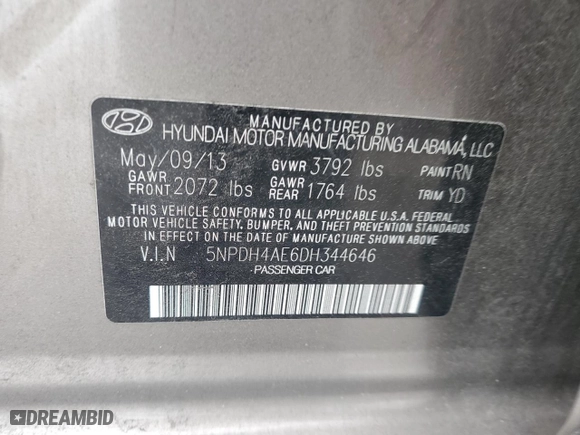 MANUFACTURED BY
HYUNDAI MOTOR MANUFACTURING ALABAMA, LLC
May/09/13 GVWR 3792 lbs PAINT RN
GAWR FRONT 2072 lbs GAWR REAR 1764 lbs TRIM YD
THIS VEHICLE CONFORMS TO ALL APPLICABLE U.S.A. FEDERAL
MOTOR VEHICLE SAFETY, BUMPER, AND THEFT PREVENTION STANDARDS
IN EFFECT ON THE DATE OF MANUFACTURE SHOWN ABOVE
V.I.N 5NPDH4AE6DH344646
PASSENGER CAR
DREAMBID